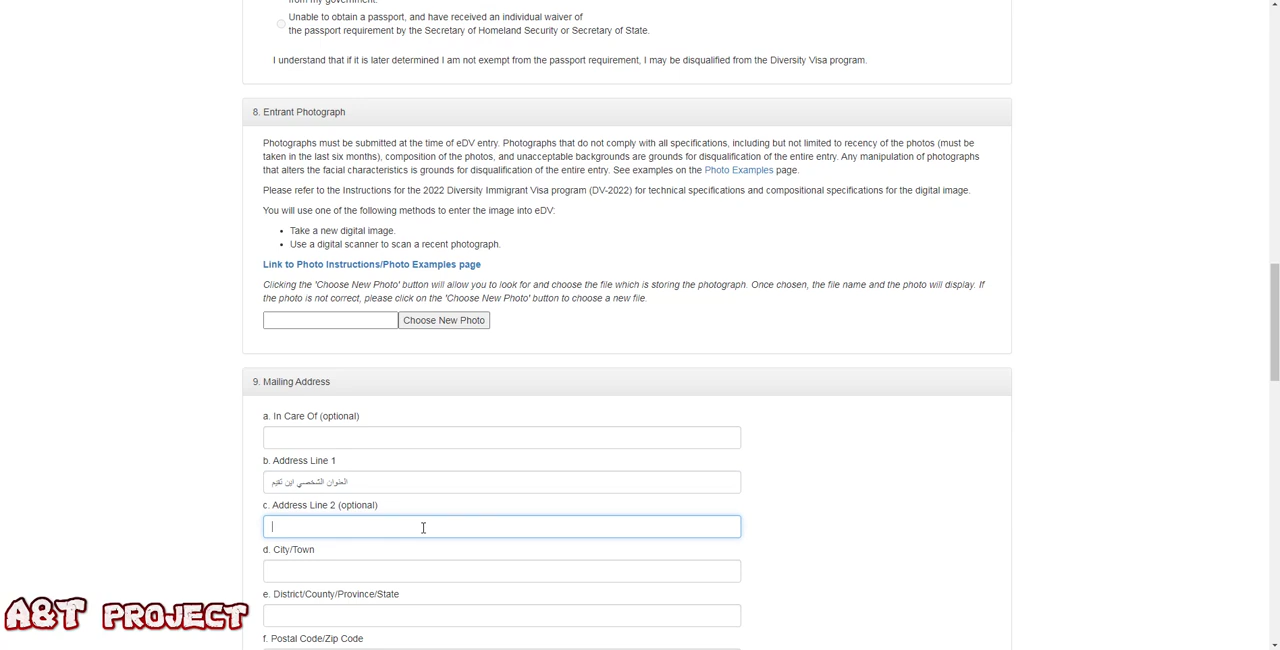 from my government.
Unable to obtain a passport, and have received an individual waiver of
the passport requirement by the Secretary of Homeland Security or Secretary of State.
I understand that if it is later determined I am not exempt from the passport requirement, I may be disqualified from the Diversity Visa program.
8. Entrant Photograph
Photographs must be submitted at the time of eDV entry. Photographs that do not comply with all specifications, including but not limited to recency of the photos (must be
taken in the last six months), composition of the photos, and unacceptable backgrounds are grounds for disqualification of the entire entry. Any manipulation of photographs
that alters the facial characteristics is grounds for disqualification of the entire entry. See examples on the Photo Examples page.
Please refer to the Instructions for the 2022 Diversity Immigrant Visa program (DV-2022) for technical specifications and compositional specifications for the digital image.
You will use one of the following methods to enter the image into eDV:
• Take a new digital image.
• Use a digital scanner to scan a recent photograph.
Link to Photo Instructions/Photo Examples page
Clicking the 'Choose New Photo' button will allow you to look for and choose the file which is storing the photograph. Once chosen, the file name and the photo will display. If
the photo is not correct, please click on the 'Choose New Photo' button to choose a new file.
Choose New Photo
9. Mailing Address
a. In Care Of (optional)
b. Address Line 1
العنوان الشخصي اين تقيم
c. Address Line 2 (optional)
d. City/Town
e. District/County/Province/State
f. Postal Code/Zip Code
A&T PROJECT